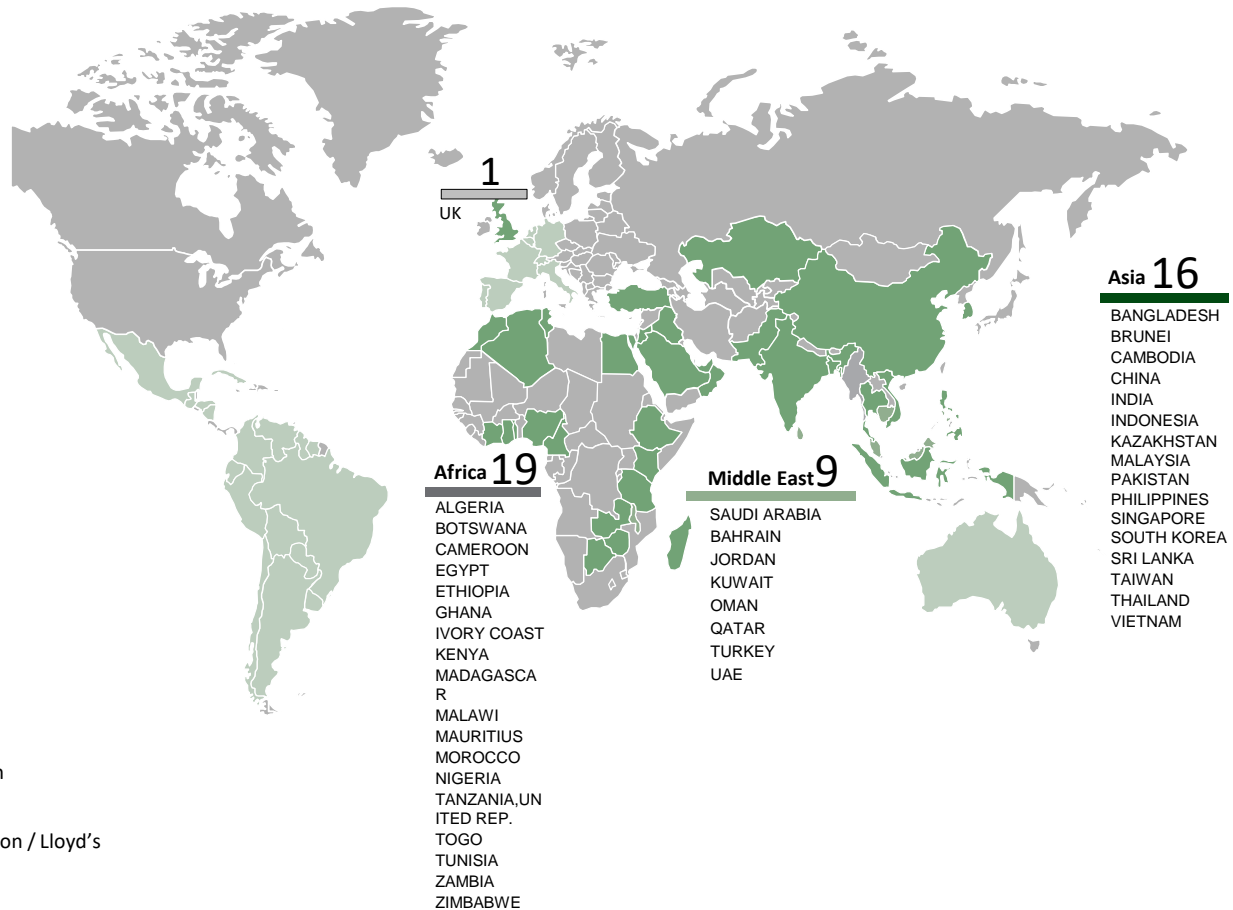 1
UK
Asia 16
BANGLADESH
BRUNEI
CAMBODIA
CHINA
INDIA
INDONESIA
KAZAKHSTAN
MALAYSIA
PAKISTAN
PHILIPPINES
SINGAPORE
SOUTH KOREA
SRI LANKA
TAIWAN
THAILAND
VIETNAM
Africa 19
ALGERIA
BOTSWANA
CAMEROON
EGYPT
ETHIOPIA
GHANA
IVORY COAST
KENYA
MADAGASCA
R
MALAWI
MAURITIUS
MOROCCO
NIGERIA
TANZANIA,UN
ITED REP.
TOGO
TUNISIA
ZAMBIA
ZIMBABWE
Middle East 9
SAUDI ARABIA
BAHRAIN
JORDAN
KUWAIT
OMAN
QATAR
TURKEY
UAE
n
on / Lloyd's